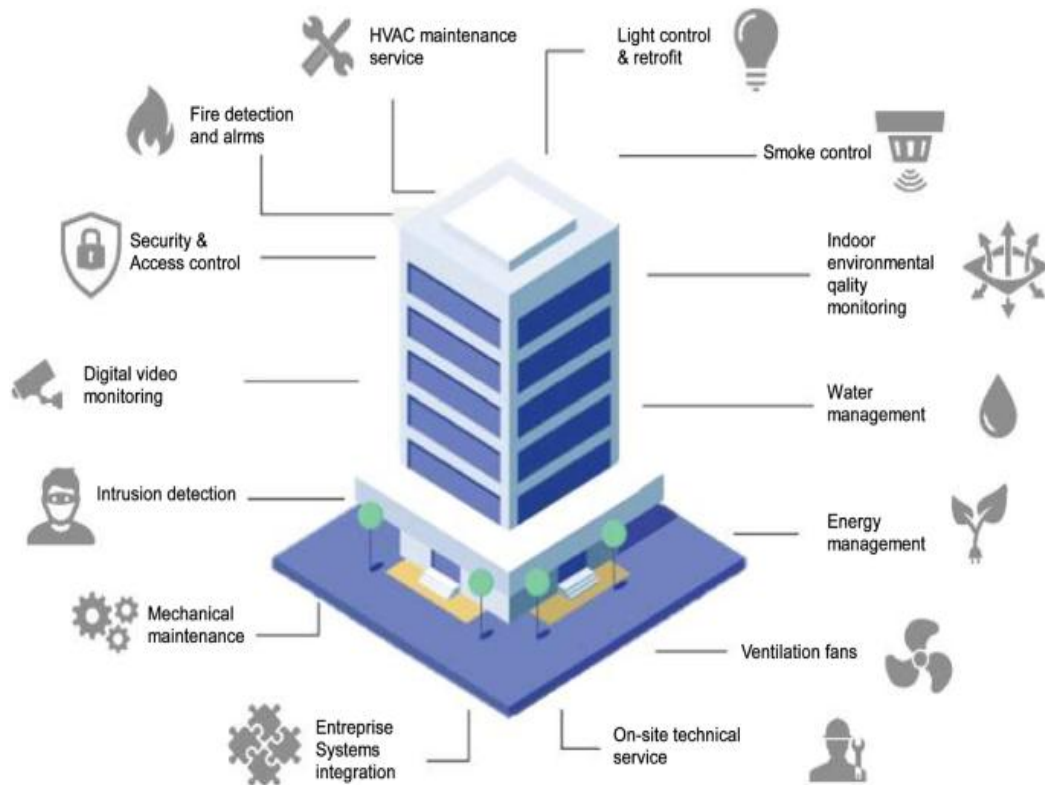 HVAC maintenance
service
Light control
& retrofit
Fire detection
and alrms
Smoke control
Security &
Access control
Indoor
environmental
qality
monitoring
Digital video
monitoring
Water
management
Intrusion detection
Energy
management
Mechanical
maintenance
Ventilation fans
Entreprise
Systems
integration
On-site technical
service